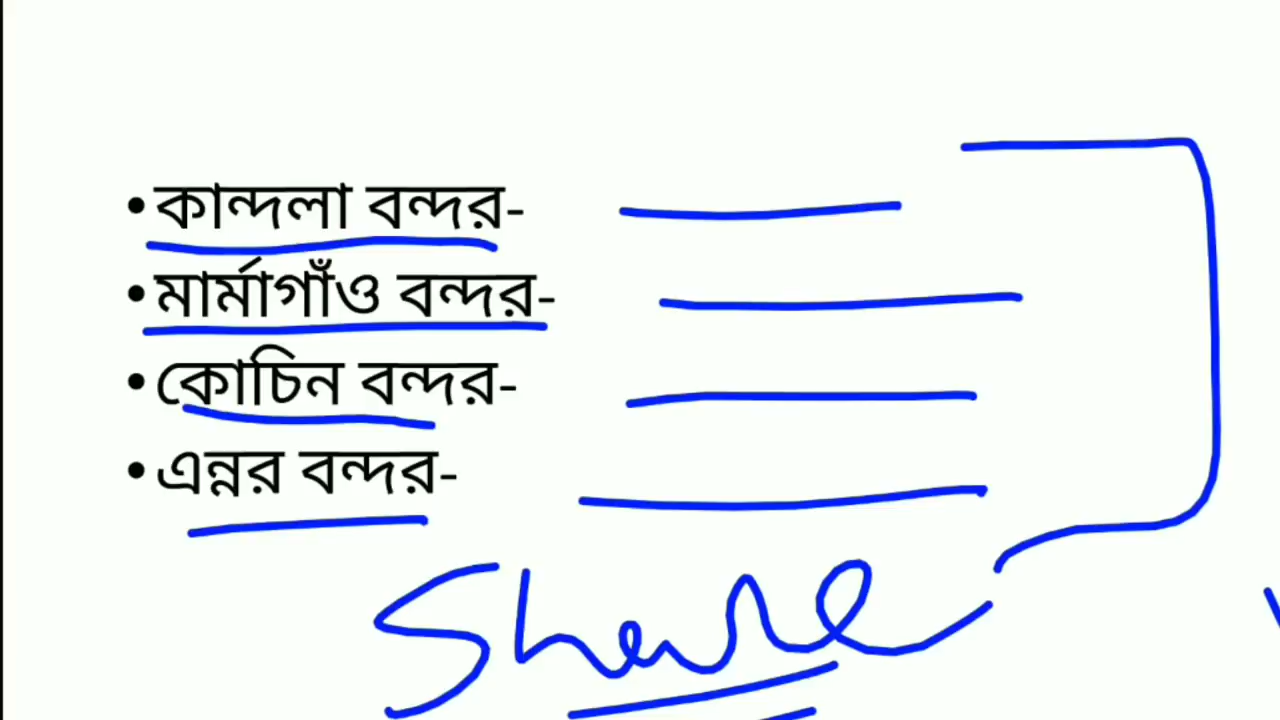 • কান্দলা বন্দর-
• মার্মাগাঁও বন্দর-
• কোচিন বন্দর-
• এন্নর বন্দর-
Share